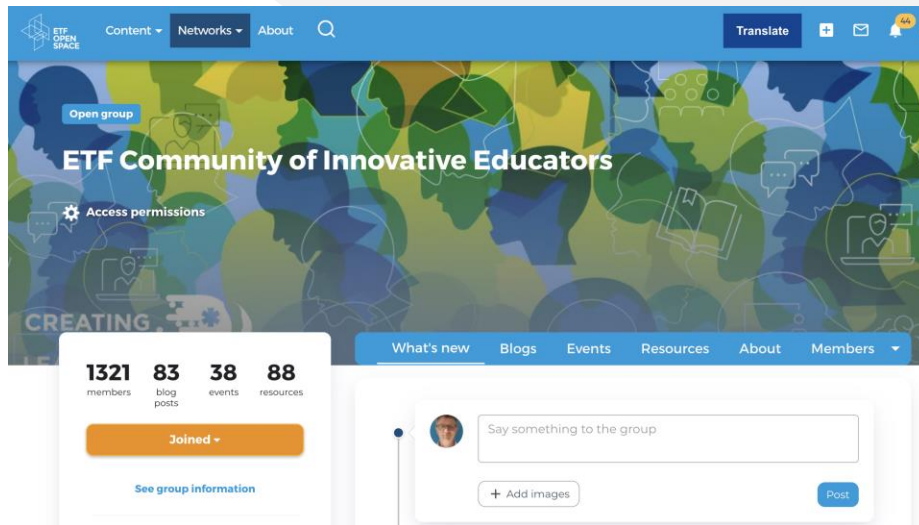 ETF
OPEN
SPACE
Content
Networks
About
Translate
44
Open group
ETF Community of Innovative Educators
Access permissions
CREATING
What's new
Blogs
Events
Resources
About
Members
1321
members
83
blog
posts
38
events
88
resources
Joined
See group information
Say something to the group
+ Add images
Post